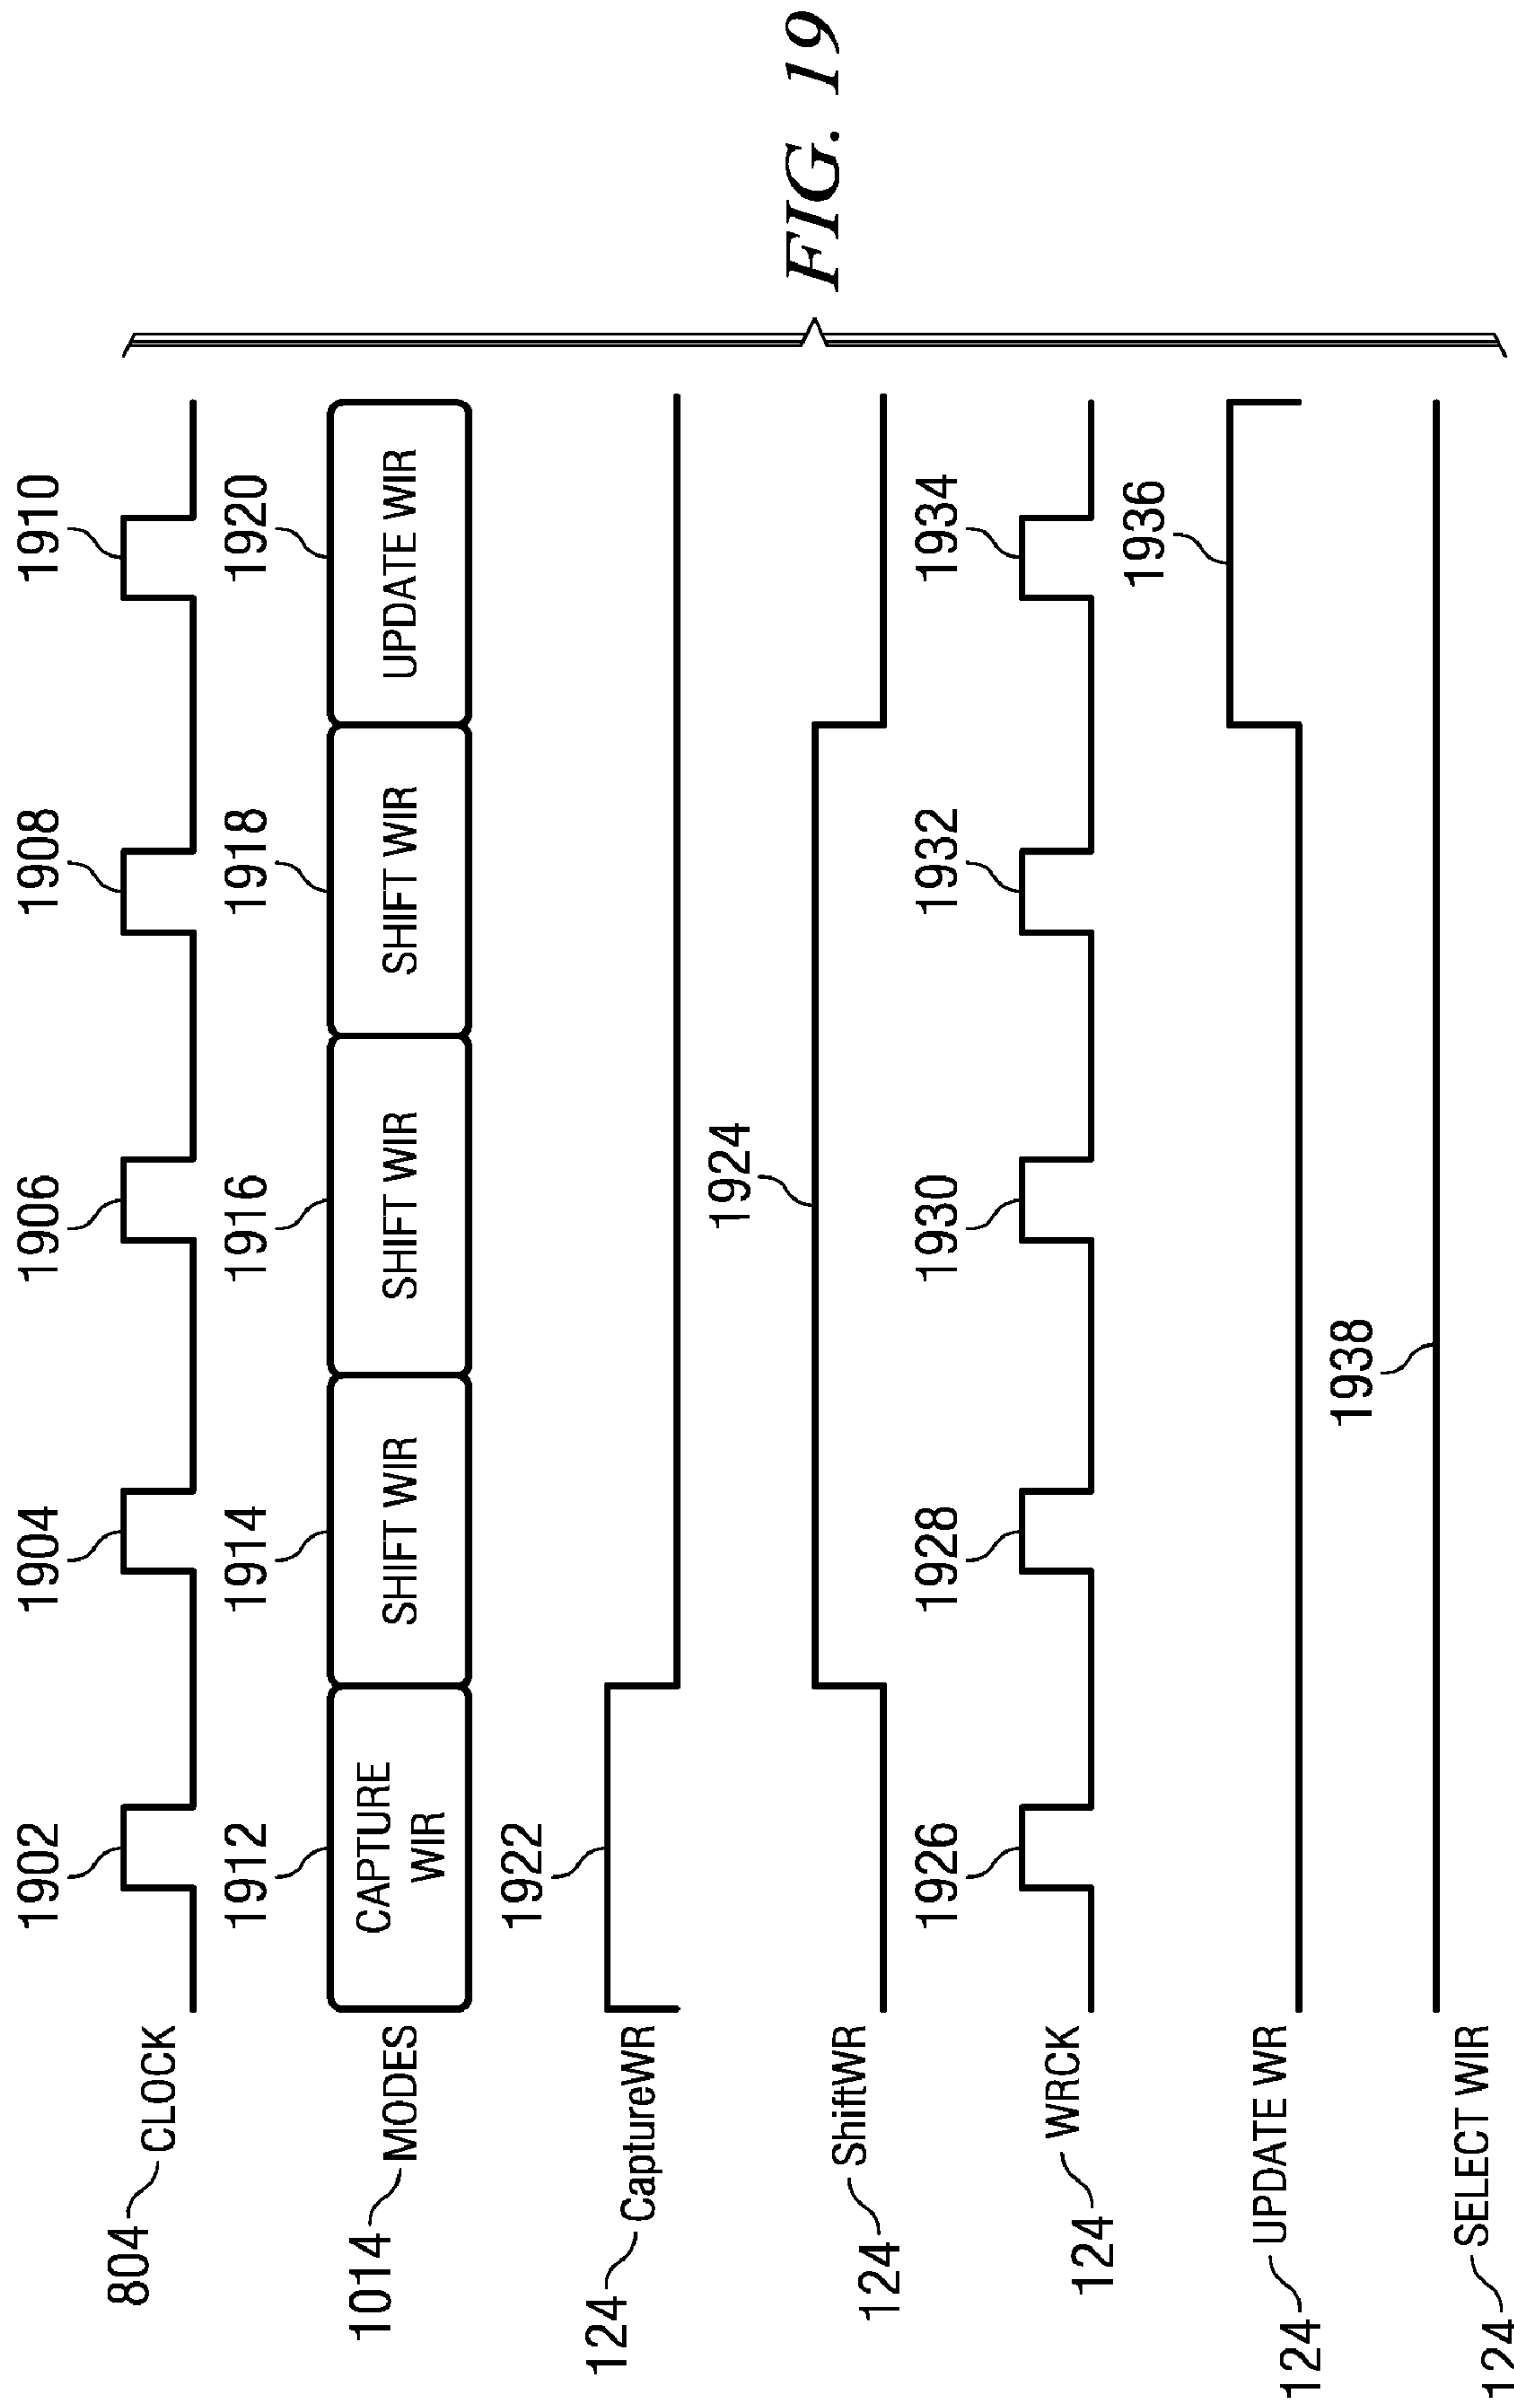 1902 1904 1906 1908 1910
804 CLOCK
1912 1914 1916 1918 1920
1014 MODES
CAPTURE WIR
SHIFT WIR
SHIFT WIR
SHIFT WIR
UPDATE WIR
1922
124 CaptureWR
1924
124 ShiftWR
1926 1928 1930 1932 1934
124 WRCK
1936
124 UPDATE WR
1938
124 SELECT WIR
FIG. 19